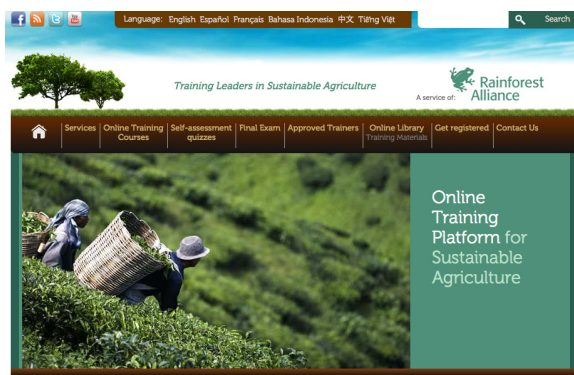 Language: English Español Français Bahasa Indonesia 中文 Tiếng Việt
Search
Training Leaders in Sustainable Agriculture
A service of:
Rainforest
Alliance
Services
Online Training
Courses
Self-assessment
quizzes
Final Exam
Approved Trainers
Online Library
Training Materials
Get registered
Contact Us
Online
Training
Platform for
Sustainable
Agriculture